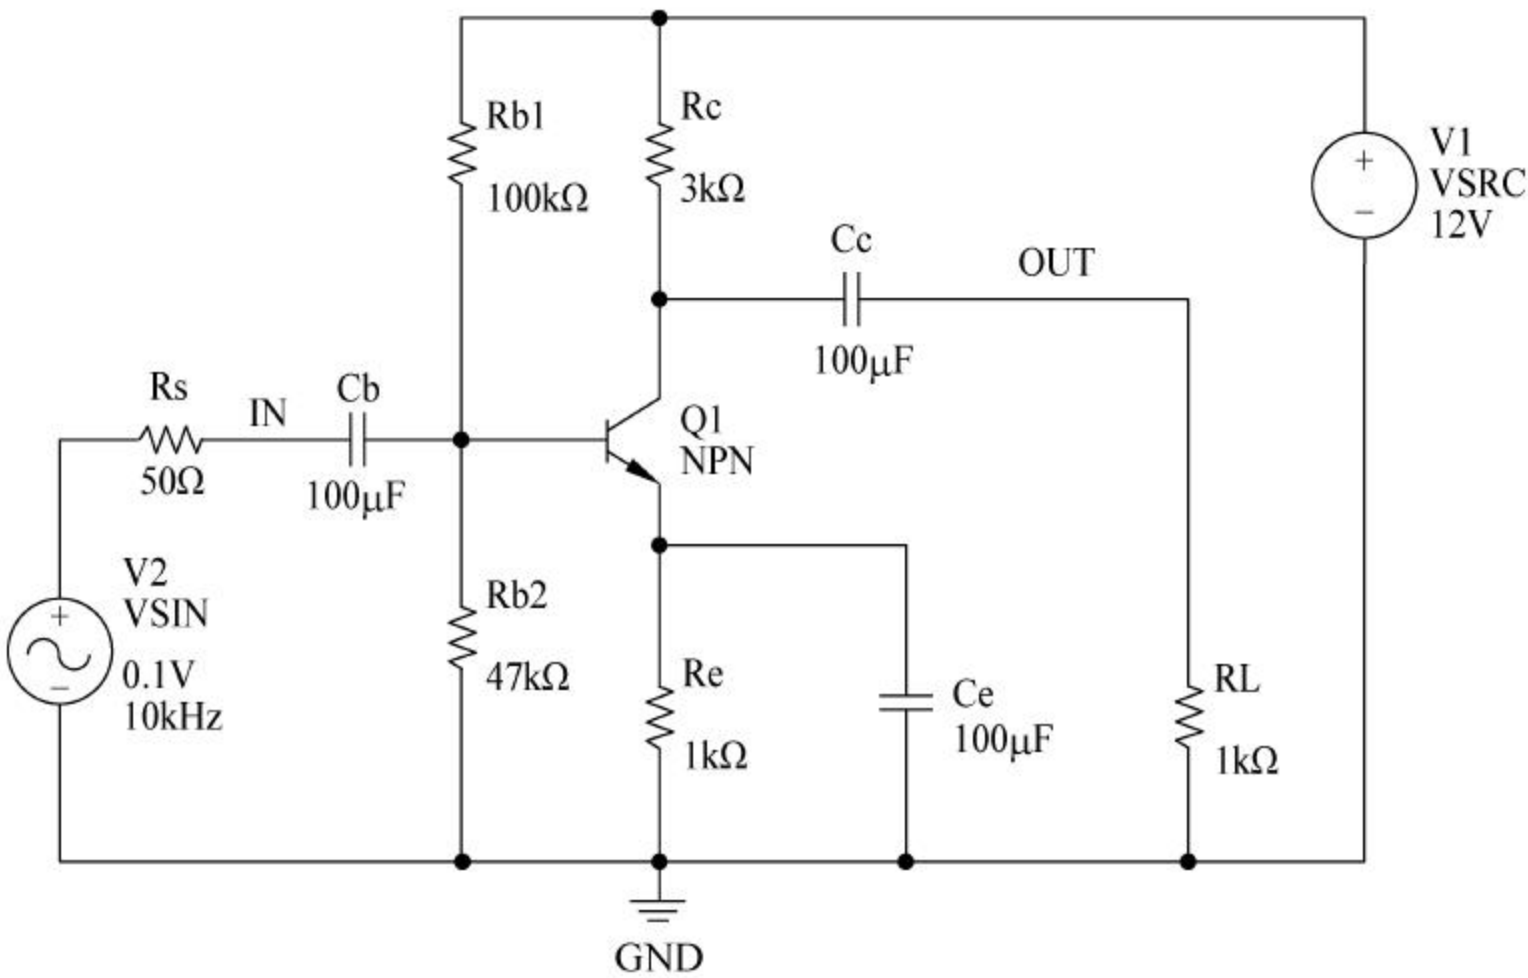 Rb1
100kΩ
Rc
3kΩ
V1
VSRC
12V
+
−
Cc
100μF
OUT
Rs
50Ω
IN
Cb
100μF
Q1
NPN
V2
VSIN
0.1V
10kHz
+
−
Rb2
47kΩ
Re
1kΩ
Ce
100μF
RL
1kΩ
GND